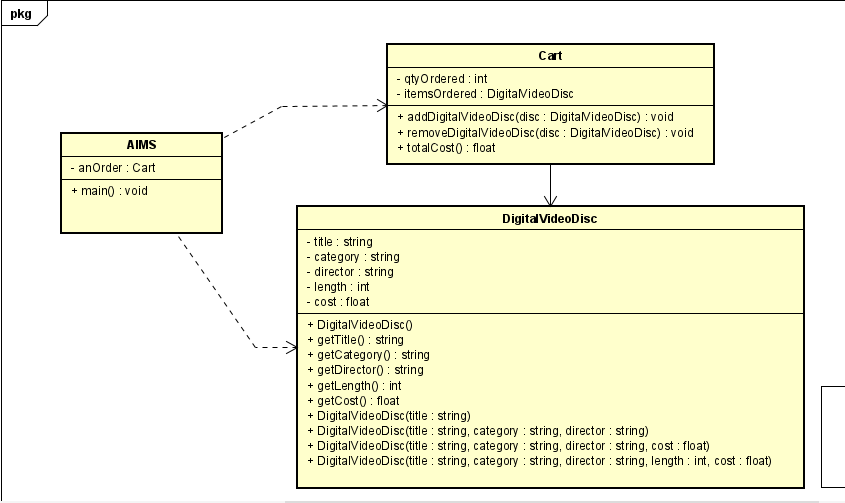 pkg
Cart
- qtyOrdered : int
- itemsOrdered : DigitalVideoDisc
+ addDigitalVideoDisc(disc : DigitalVideoDisc) : void
+ removeDigitalVideoDisc(disc : DigitalVideoDisc) : void
+ totalCost() : float
AIMS
- anOrder : Cart
+ main() : void
DigitalVideoDisc
- title : string
- category : string
- director : string
- length : int
- cost : float
+ DigitalVideoDisc()
+ getTitle() : string
+ getCategory() : string
+ getDirector() : string
+ getLength() : int
+ getCost() : float
+ DigitalVideoDisc(title : string)
+ DigitalVideoDisc(title : string, category : string, director : string)
+ DigitalVideoDisc(title : string, category : string, director : string, cost : float)
+ DigitalVideoDisc(title : string, category : string, director : string, length : int, cost : float)